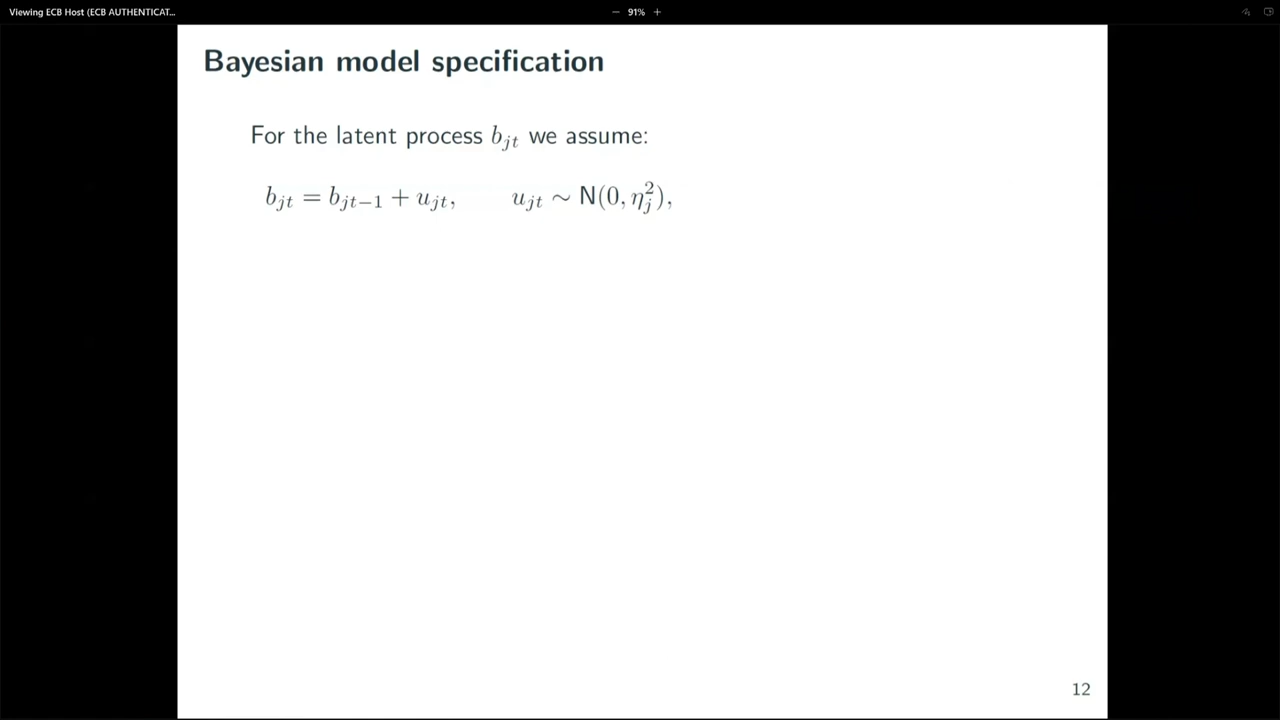 Viewing ECB Host (ECB AUTHENTICAT...
− 91% +
Bayesian model specification
For the latent process b_{jt} we assume:
b_{jt} = b_{jt−1} + u_{jt},  u_{jt} ∼ N(0, η_j^2),
12